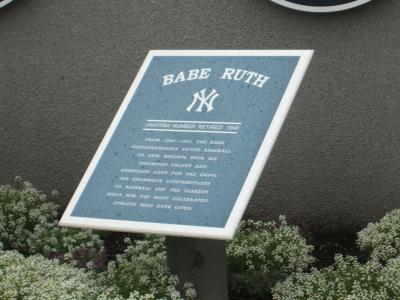 BABE RUTH
NY
UNIFORM NUMBER RETIRED 1948
FROM 1920-1934, THE BABE
SINGLEHANDEDLY LIFTED BASEBALL
TO NEW HEIGHTS WITH HIS
UNLIMITED TALENT AND
UNBRIDLED LOVE FOR THE GAME.
HIS ENORMOUS CONTRIBUTIONS
TO BASEBALL AND THE YANKEES
MAKE HIM THE MOST CELEBRATED
ATHLETE WHO EVER LIVED.